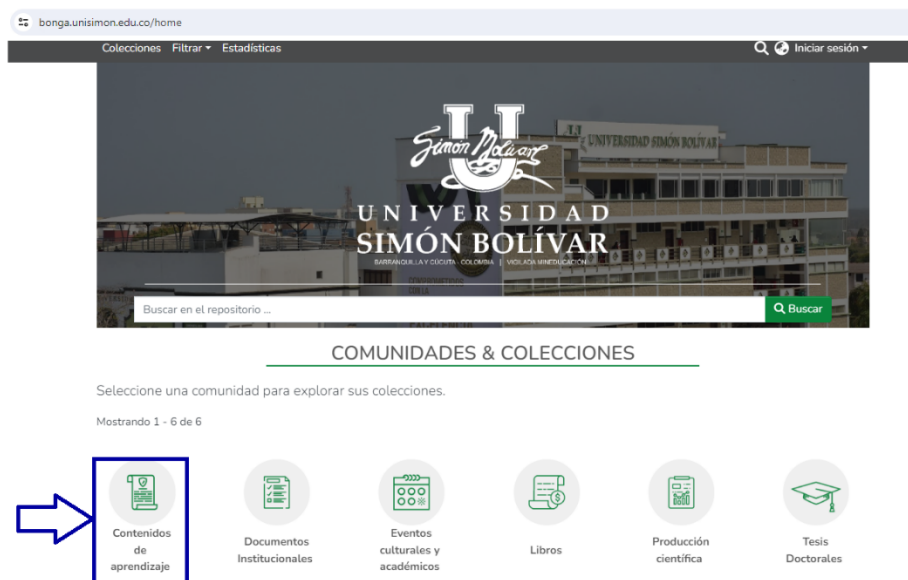 bonga.unisimon.edu.co/home
Colecciones Filtrar Estadísticas Iniciar sesión
Simón Bolívar
UNIVERSIDAD SIMÓN BOLÍVAR
UNIVERSIDAD
SIMÓN BOLÍVAR
BARRANQUILLA Y CÚCUTA - COLOMBIA | VIGILADA MINEDUCACIÓN
Buscar en el repositorio ...
Buscar
COMUNIDADES & COLECCIONES
Seleccione una comunidad para explorar sus colecciones.
Mostrando 1 - 6 de 6
Contenidos
de
aprendizaje
Documentos
Institucionales
Eventos
culturales y
académicos
Libros
Producción
científica
Tesis
Doctorales